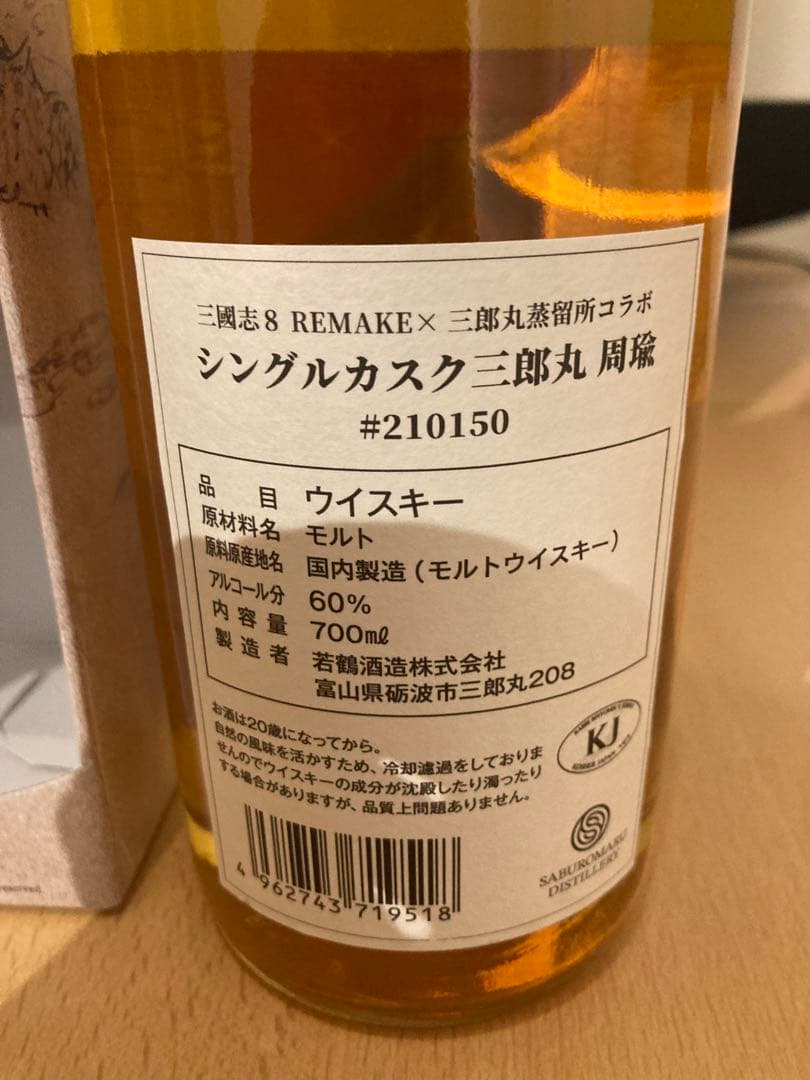 三國志8 REMAKE× 三郎丸蒸留所コラボ
シングルカスク三郎丸 周瑜
#210150
品目 ウイスキー
原材料名 モルト
原料原産地名 国内製造(モルトウイスキー)
アルコール分 60%
内容量 700mℓ
製造者 若鶴酒造株式会社
富山県砺波市三郎丸208
お酒は20歳になってから。
自然の風味を活かすため、冷却濾過をしておりま
せんのでウイスキーの成分が沈殿したり濁ったり
する場合がありますが、品質上問題ありません。
KJ
4 962743 719518
SABUROMARU
DISTILLERY
reserved.